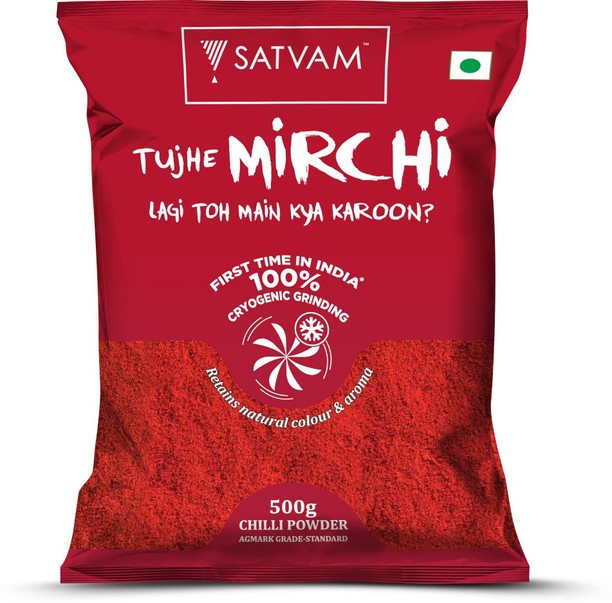 SATVAM™
TUJHE MIRCHI
LAGI TOH MAIN KYA KAROON?
FIRST TIME IN INDIA*
100%
CRYOGENIC GRINDING
Retains natural colour & aroma
500g
CHILLI POWDER
AGMARK GRADE-STANDARD